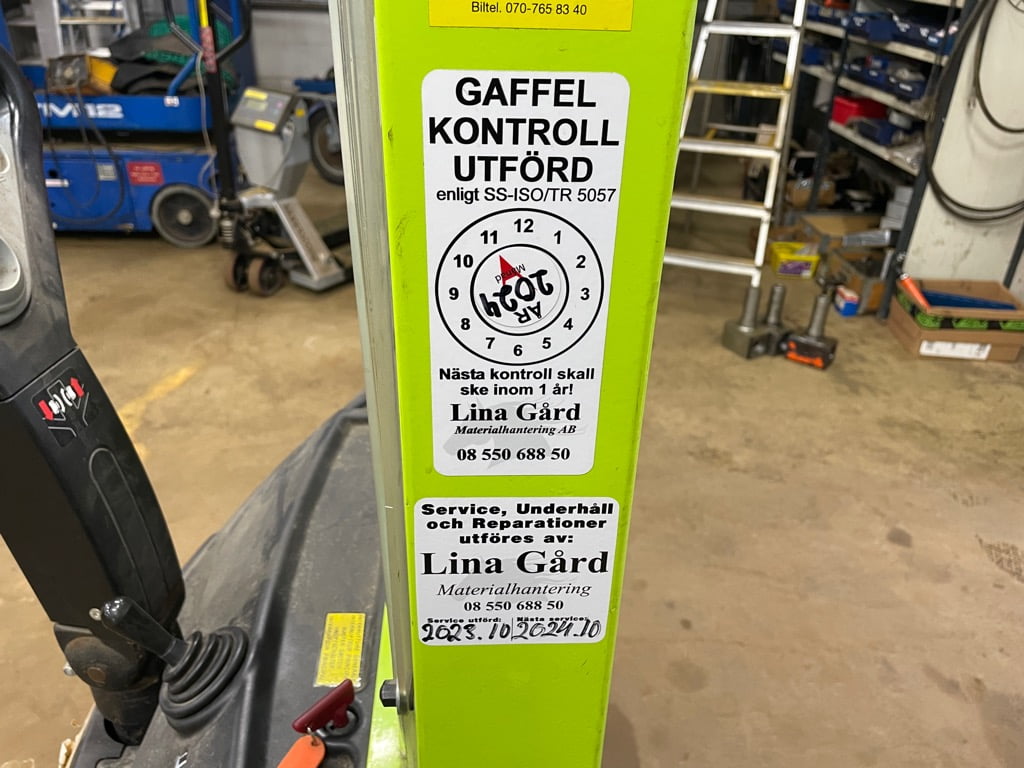 Biltel. 070-765 83 40
GAFFEL
KONTROLL
UTFÖRD
enligt SS-ISO/TR 5057
12
11 1
10 2
9 3
8 4
7 5
6
Månad
ÅR
2024
Nästa kontroll skall
ske inom 1 år!
Lina Gård
Materialhantering AB
08 550 688 50
Service, Underhåll
och Reparationer
utföres av:
Lina Gård
Materialhantering
08 550 688 50
Service utförd: Nästa service:
2023.10 2024.10